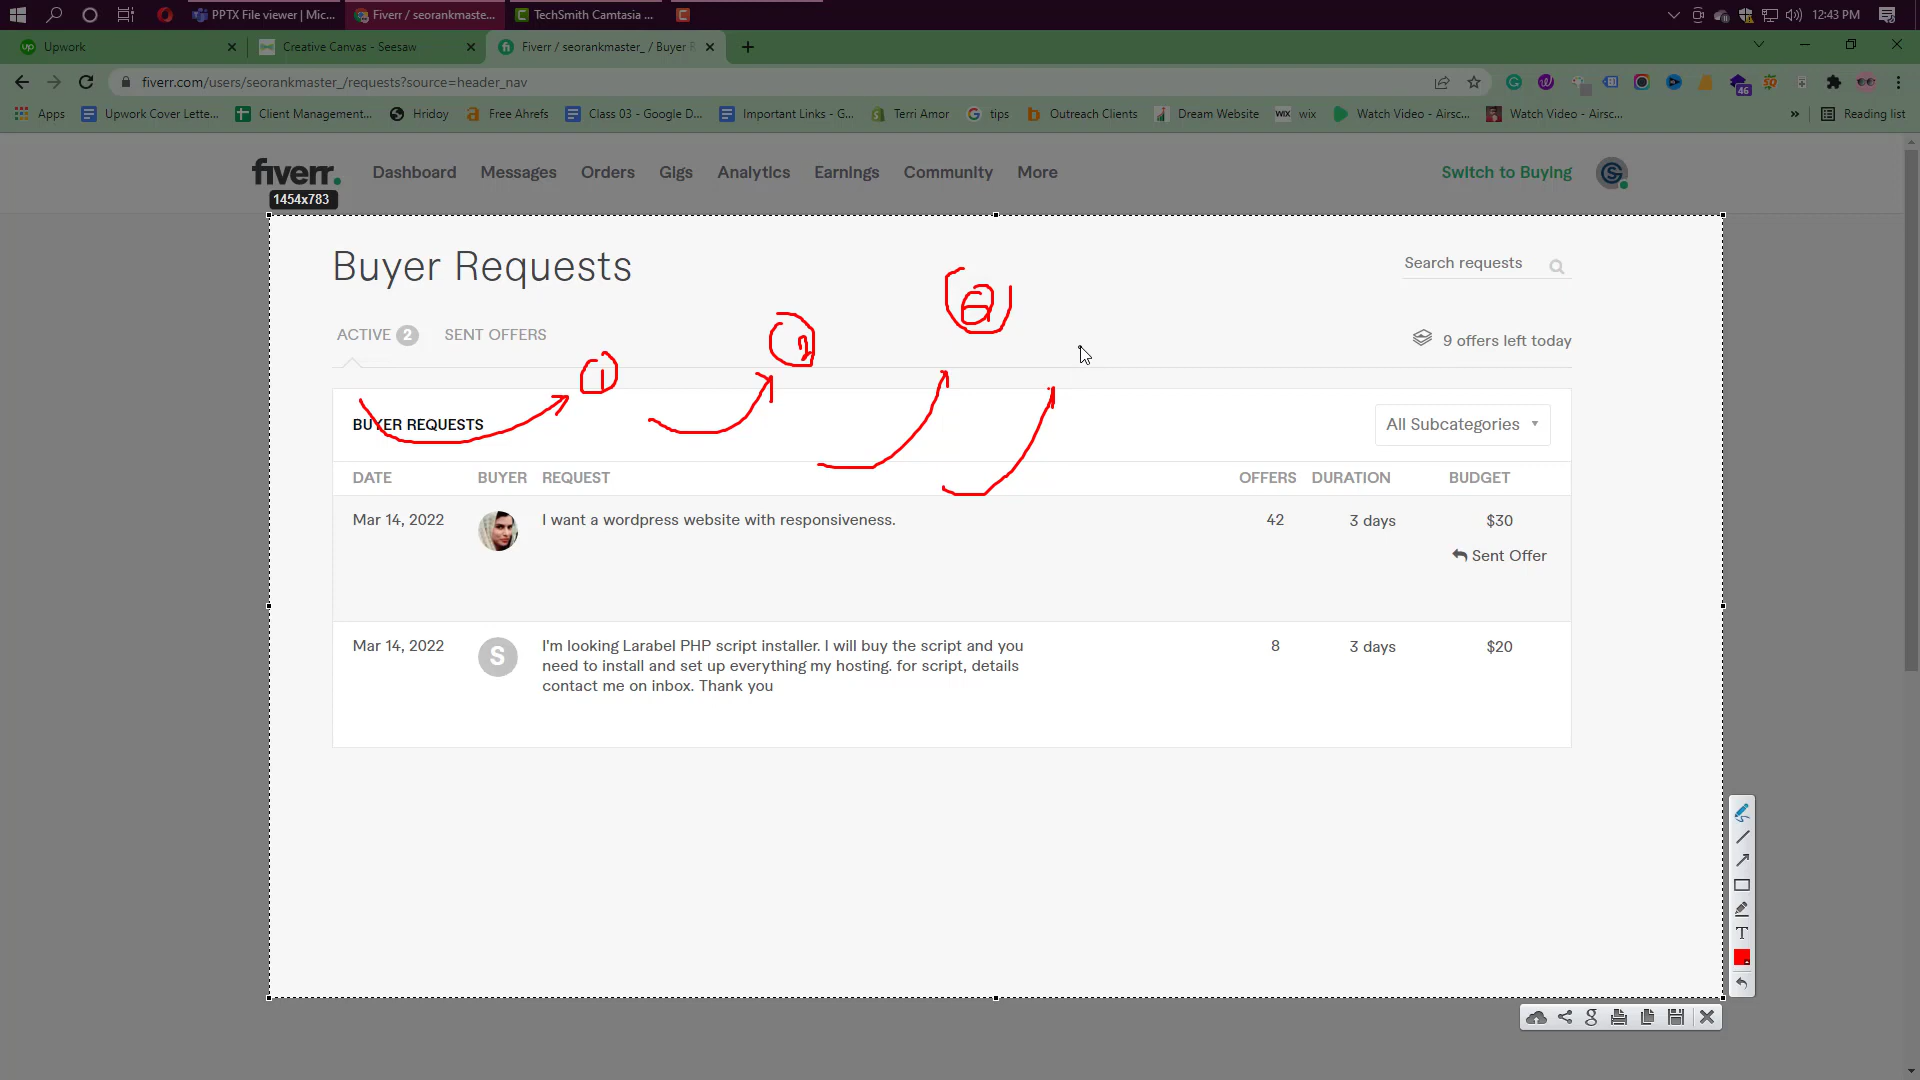 PPTX File viewer | Mic...
Fiverr / seorankmaste...
TechSmith Camtasia ...
12:43 PM
Upwork
Creative Canvas - Seesaw
Fiverr / seorankmaster_ / Buyer R
fiverr.com/users/seorankmaster_/requests?source=header_nav
46
Apps
Upwork Cover Lette...
Client Management...
Hridoy
Free Ahrefs
Class 03 - Google D...
Important Links - G...
Terri Amor
tips
Outreach Clients
Dream Website
WIX wix
Watch Video - Airsc...
Watch Video - Airsc...
Reading list
fiverr.
Dashboard
Messages
Orders
Gigs
Analytics
Earnings
Community
More
Switch to Buying
1454x783
Buyer Requests
Search requests
ACTIVE 2
SENT OFFERS
9 offers left today
1
2
BUYER REQUESTS
All Subcategories
DATE BUYER REQUEST OFFERS DURATION BUDGET
Mar 14, 2022 I want a wordpress website with responsiveness. 42 3 days $30
Sent Offer
Mar 14, 2022 S I'm looking Larabel PHP script installer. I will buy the script and you 8 3 days $20
need to install and set up everything my hosting. for script, details
contact me on inbox. Thank you